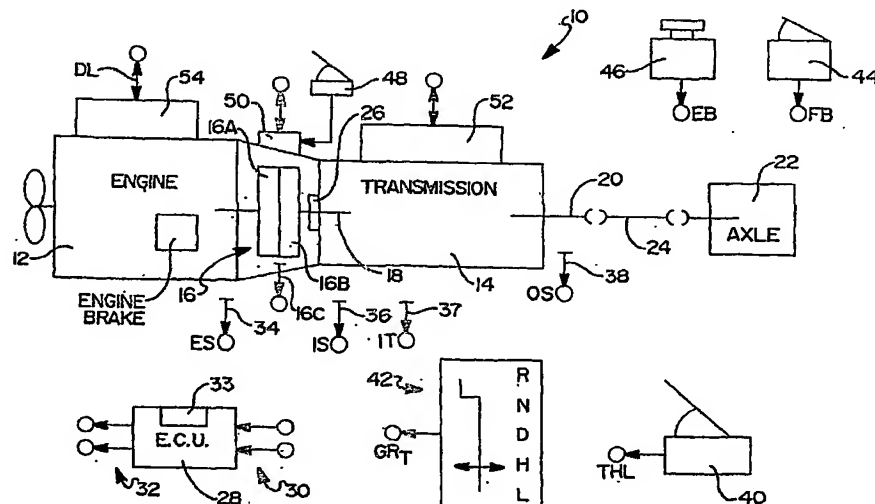 10
DL
54
48
50
16A
26
52
46
EB
44
FB
ENGINE
TRANSMISSION
20
22
AXLE
12
16
16B
18
14
24
ENGINE
BRAKE
34
16C
36
37
38
ES
IS
IT
OS
33
E.C.U.
32
28
30
42
GRT
R
N
D
H
L
THL
40